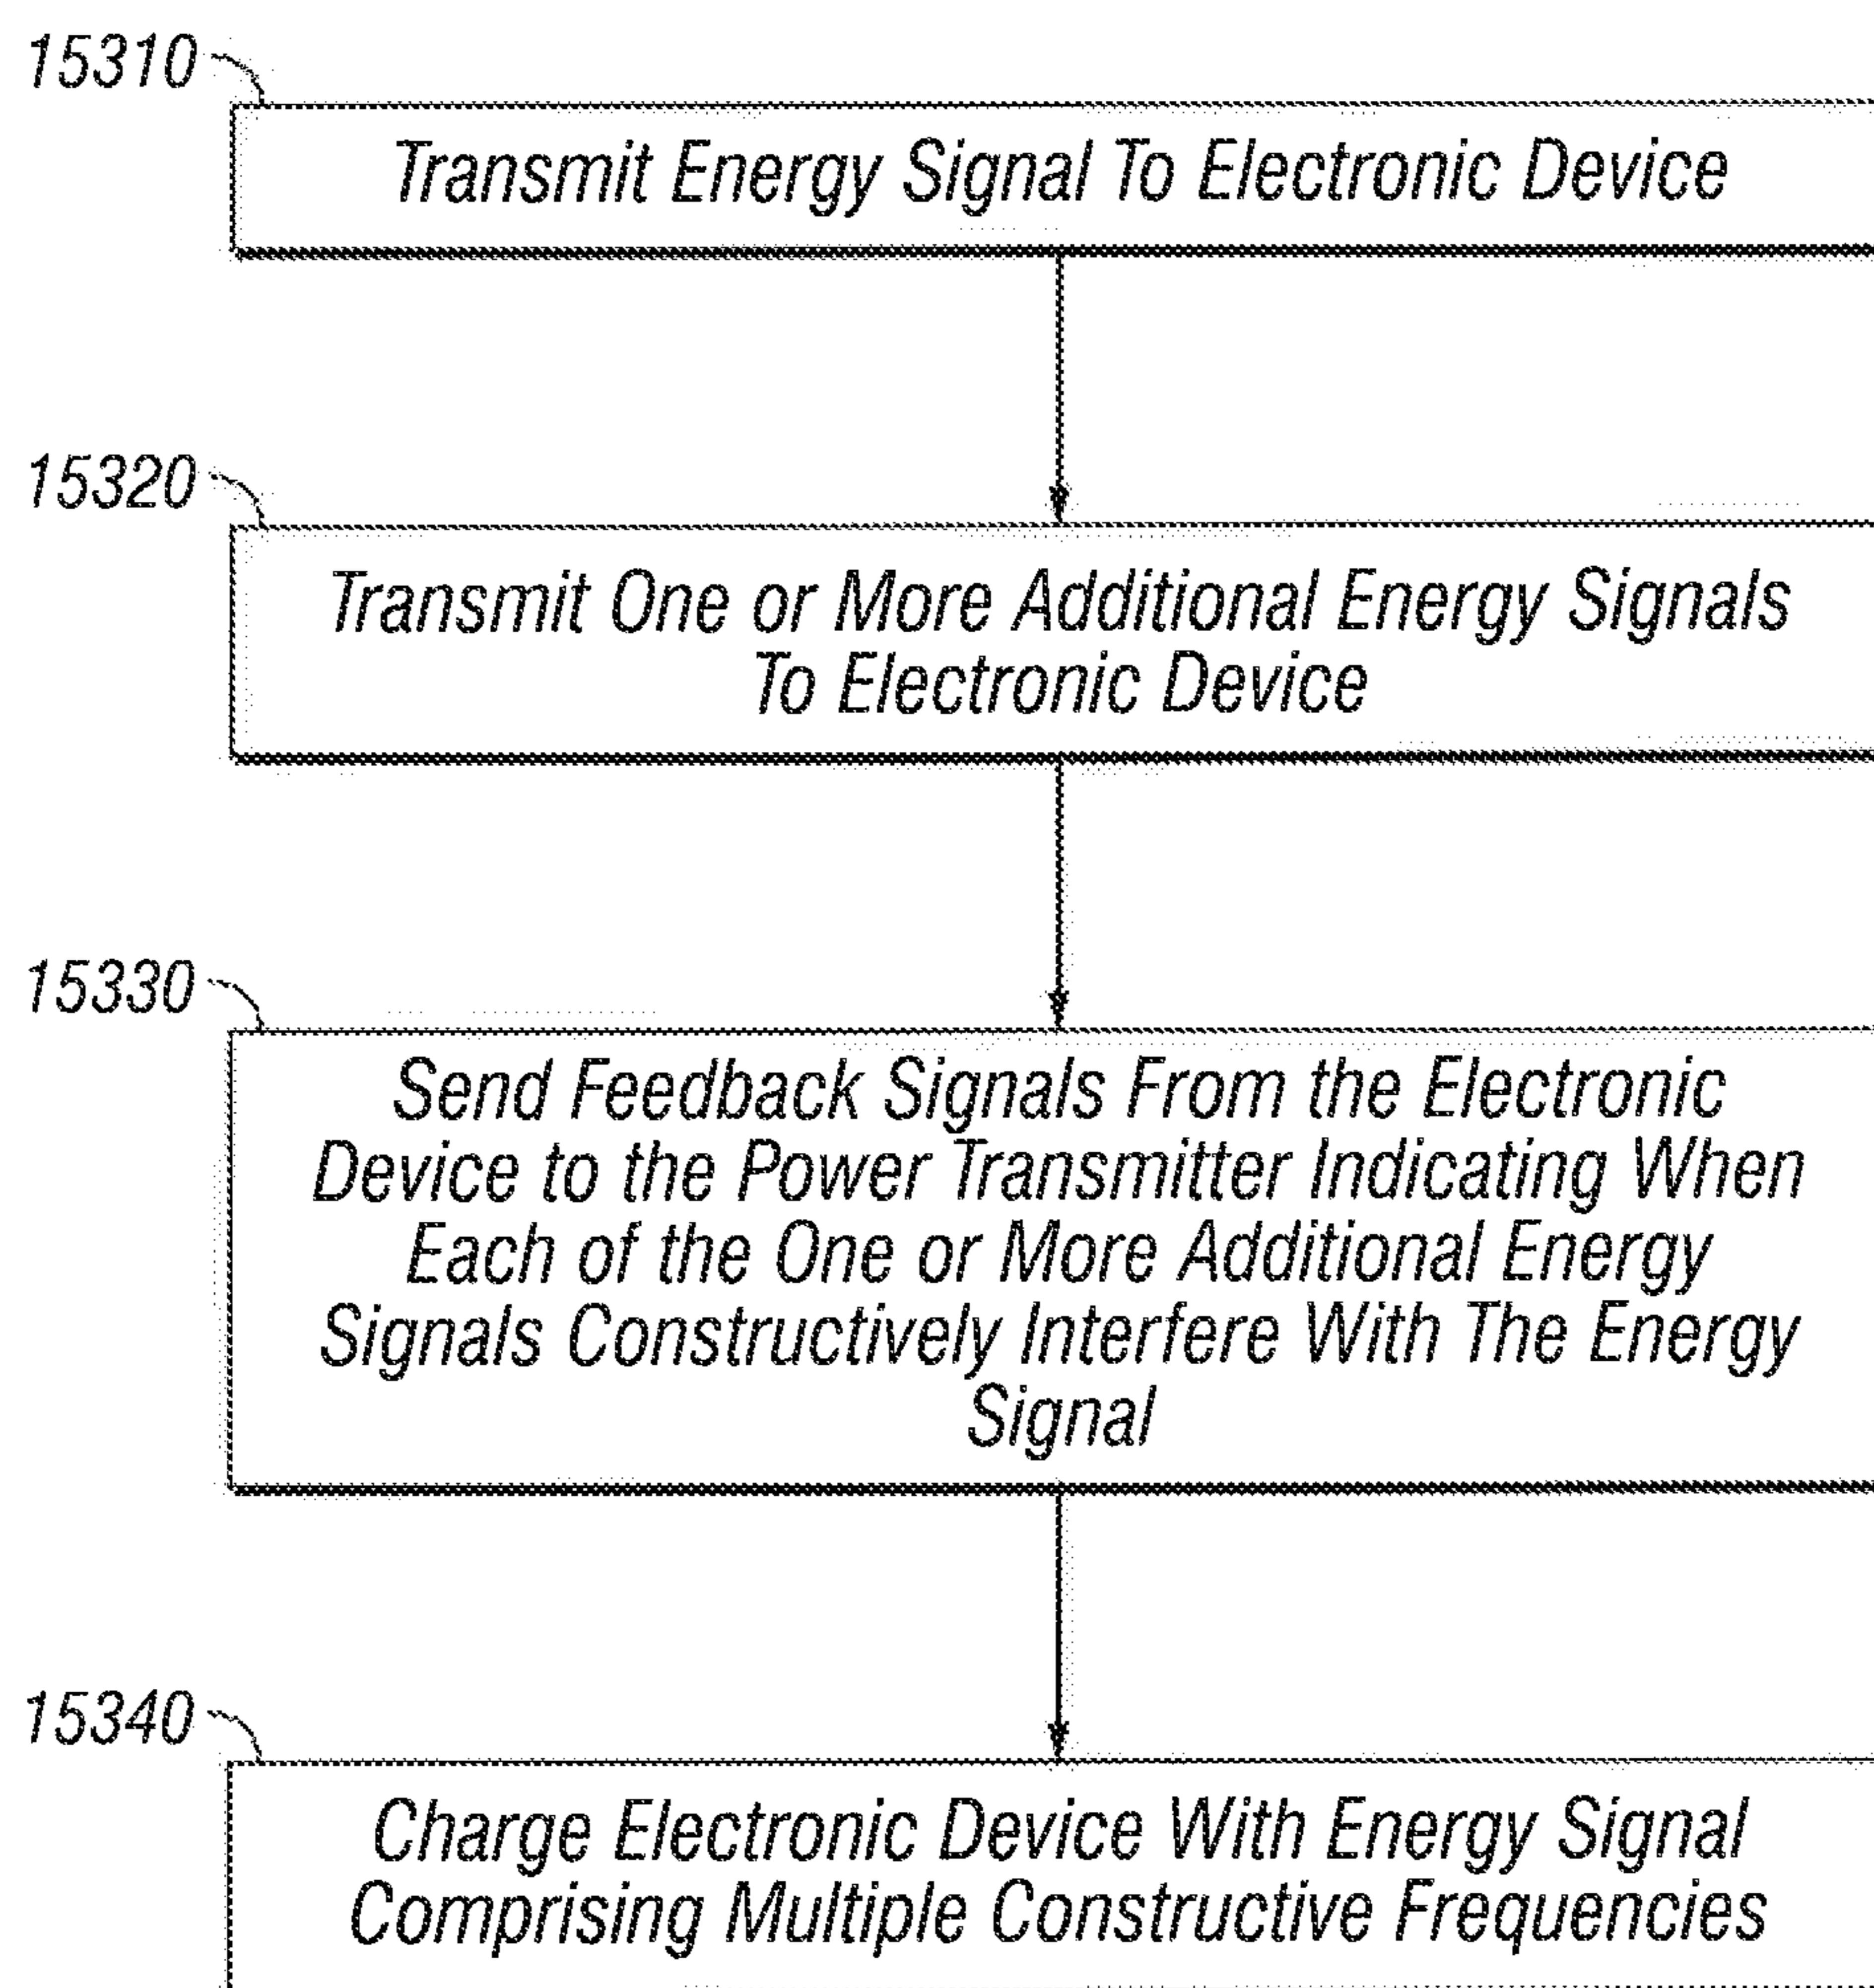 15310
Transmit Energy Signal To Electronic Device
15320
Transmit One or More Additional Energy Signals
To Electronic Device
15330
Send Feedback Signals From the Electronic
Device to the Power Transmitter Indicating When
Each of the One or More Additional Energy
Signals Constructively Interfere With The Energy
Signal
15340
Charge Electronic Device With Energy Signal
Comprising Multiple Constructive Frequencies